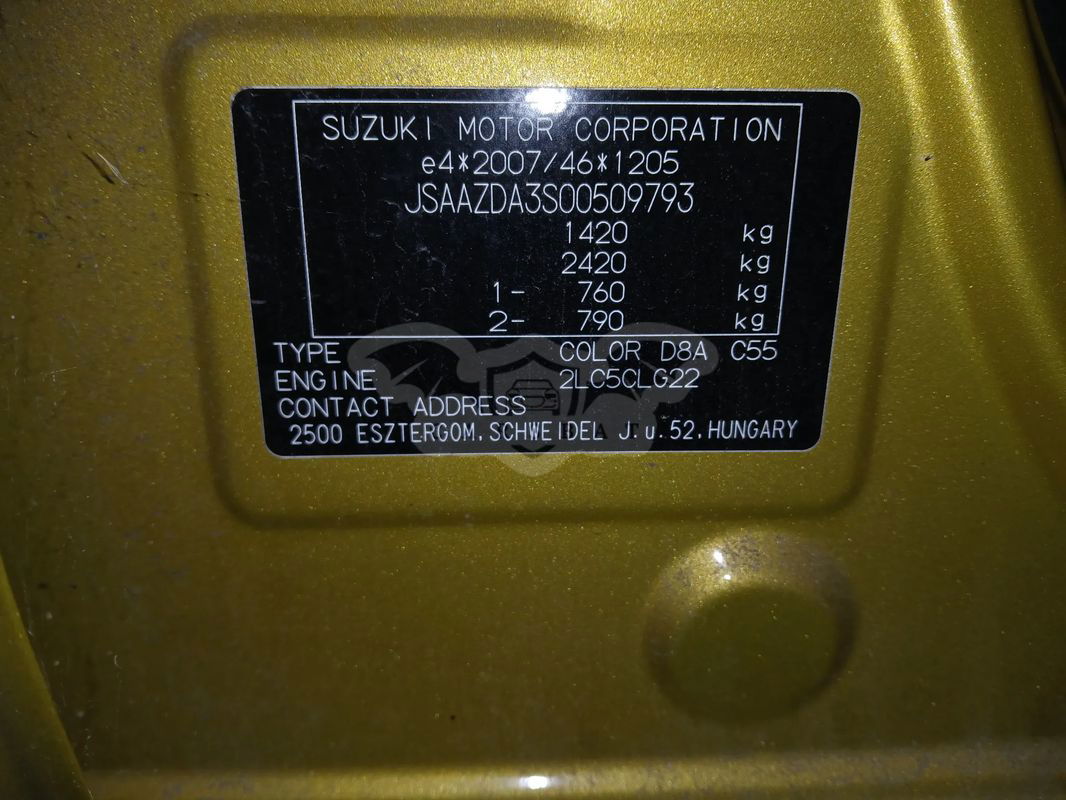 SUZUKI MOTOR CORPORATION
e4*2007/46*1205
JSAAZDA3S00509793
1420 kg
2420 kg
1- 760 kg
2- 790 kg
TYPE COLOR D8A C55
ENGINE 2LC5CLG22
CONTACT ADDRESS
2500 ESZTERGOM, SCHWEIDEL J.u.52, HUNGARY